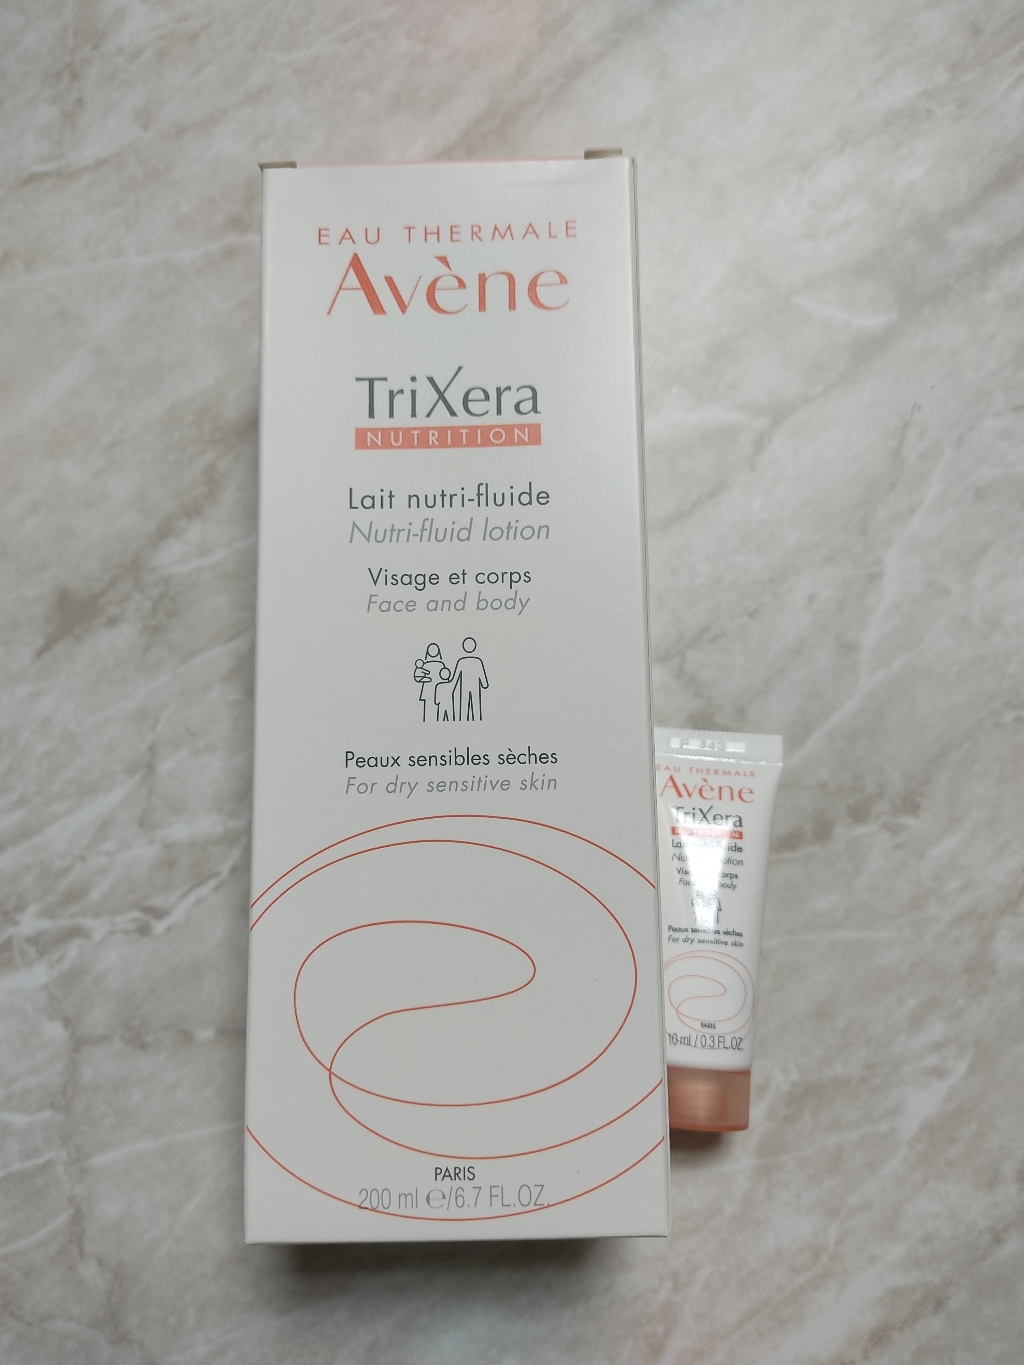 EAU THERMALE
Avène
TriXera
NUTRITION
Lait nutri-fluide
Nutri-fluid lotion
Visage et corps
Face and body
Peaux sensibles sèches
For dry sensitive skin
PARIS
200 ml ℮/6.7 FL.OZ.
EAU THERMALE
Avène
TriXera
Peaux sensibles sèches
For dry sensitive skin
PARIS
10 ml / 0.3 FL.OZ.